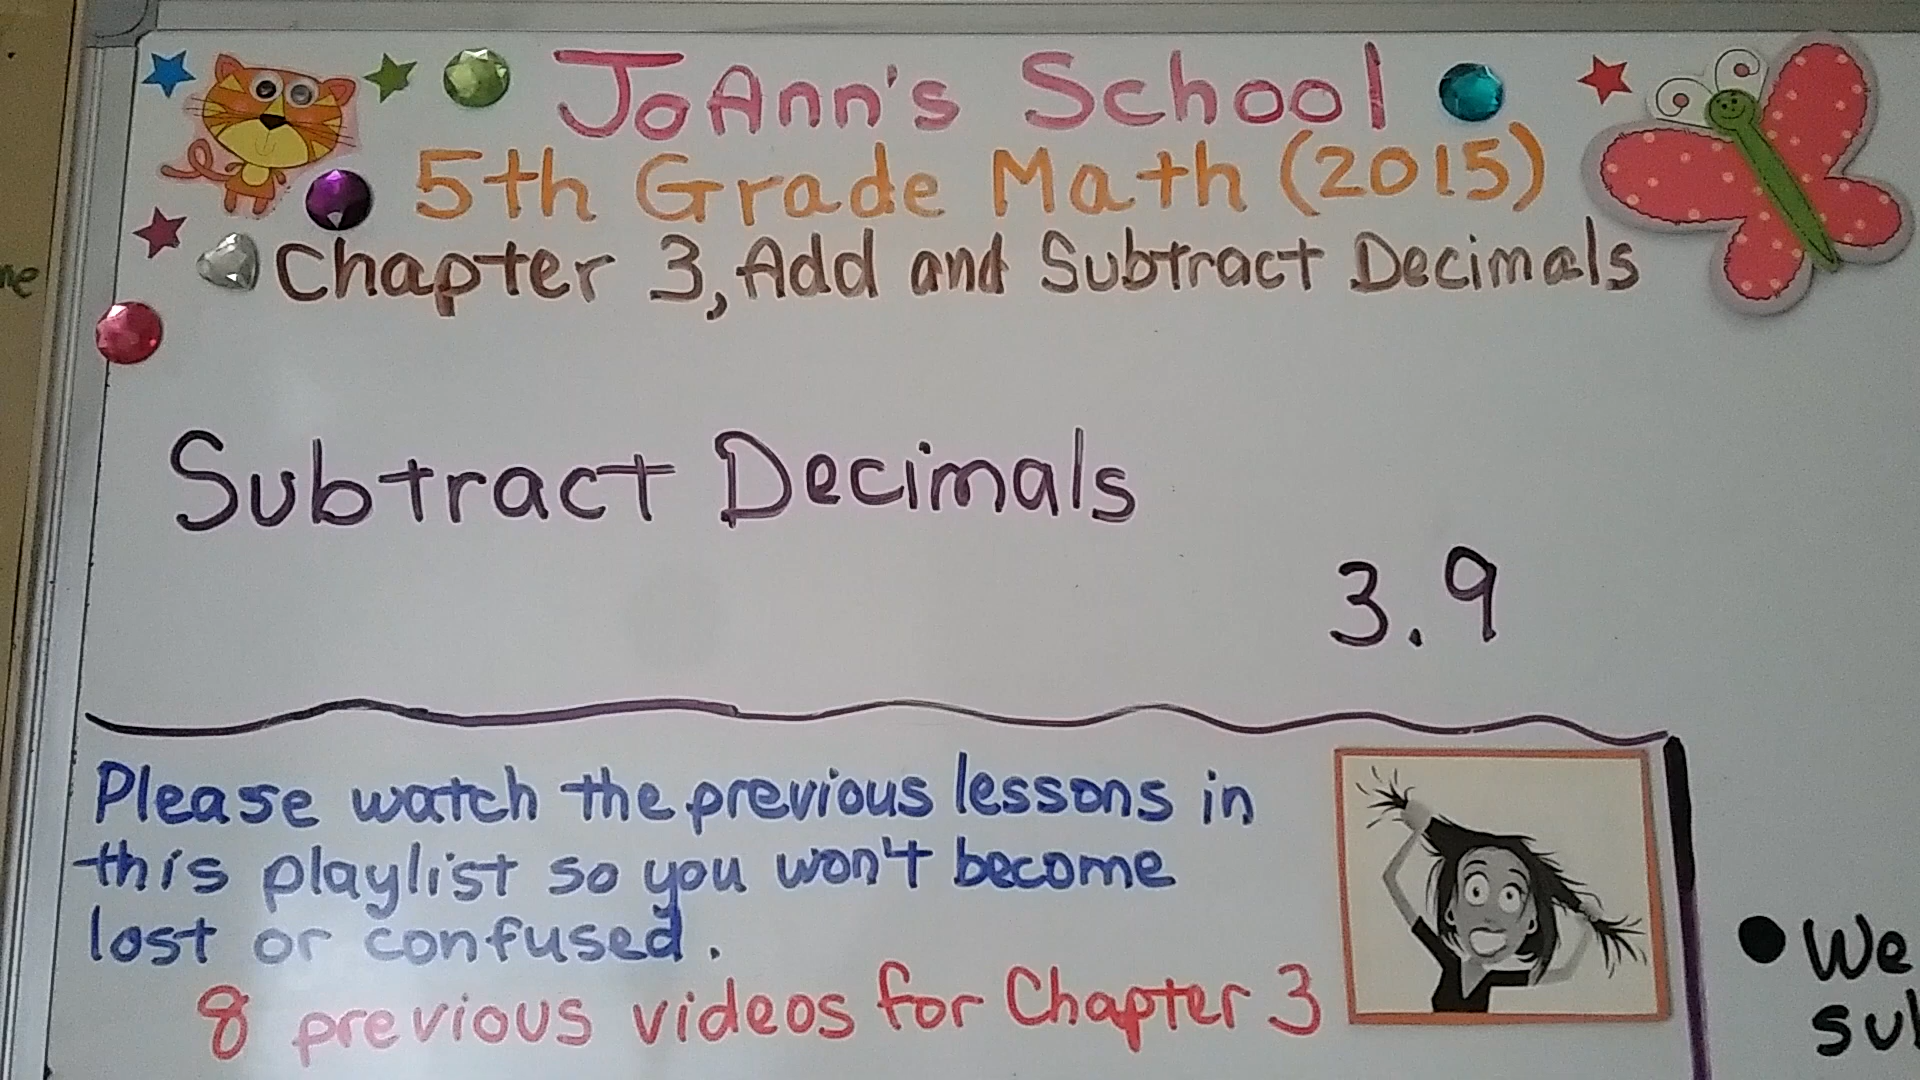 JoAnn's School
5th Grade Math (2015)
Chapter 3, Add and Subtract Decimals
Subtract Decimals
3.9
Please watch the previous lessons in
this playlist so you won't become
lost or confused.
8 previous videos for Chapter 3
• We